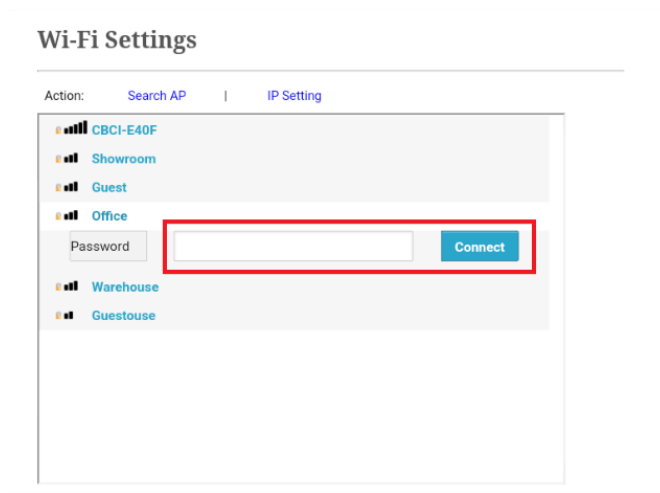 Wi-Fi Settings
Action: Search AP | IP Setting
CBCI-E40F
Showroom
Guest
Office
Password Connect
Warehouse
Guestouse